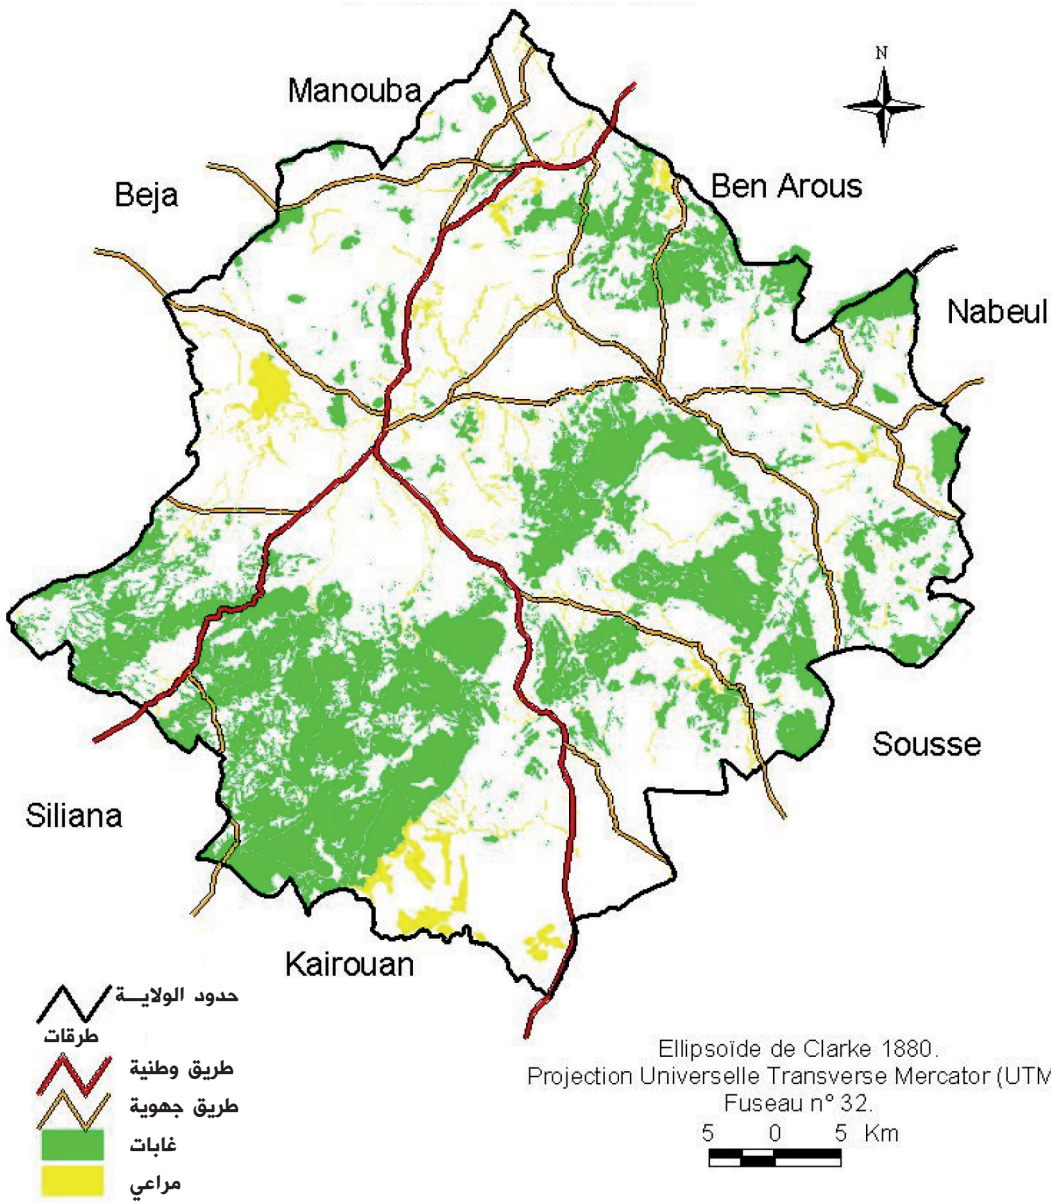 N
Manouba
Beja
Ben Arous
Nabeul
Sousse
Siliana
Kairouan
حدود الولايـــة
طرقات
طريق وطنية
طريق جهوية
غابات
مراعي
Ellipsoïde de Clarke 1880.
Projection Universelle Transverse Mercator (UTM
Fuseau n° 32.
5 0 5 Km